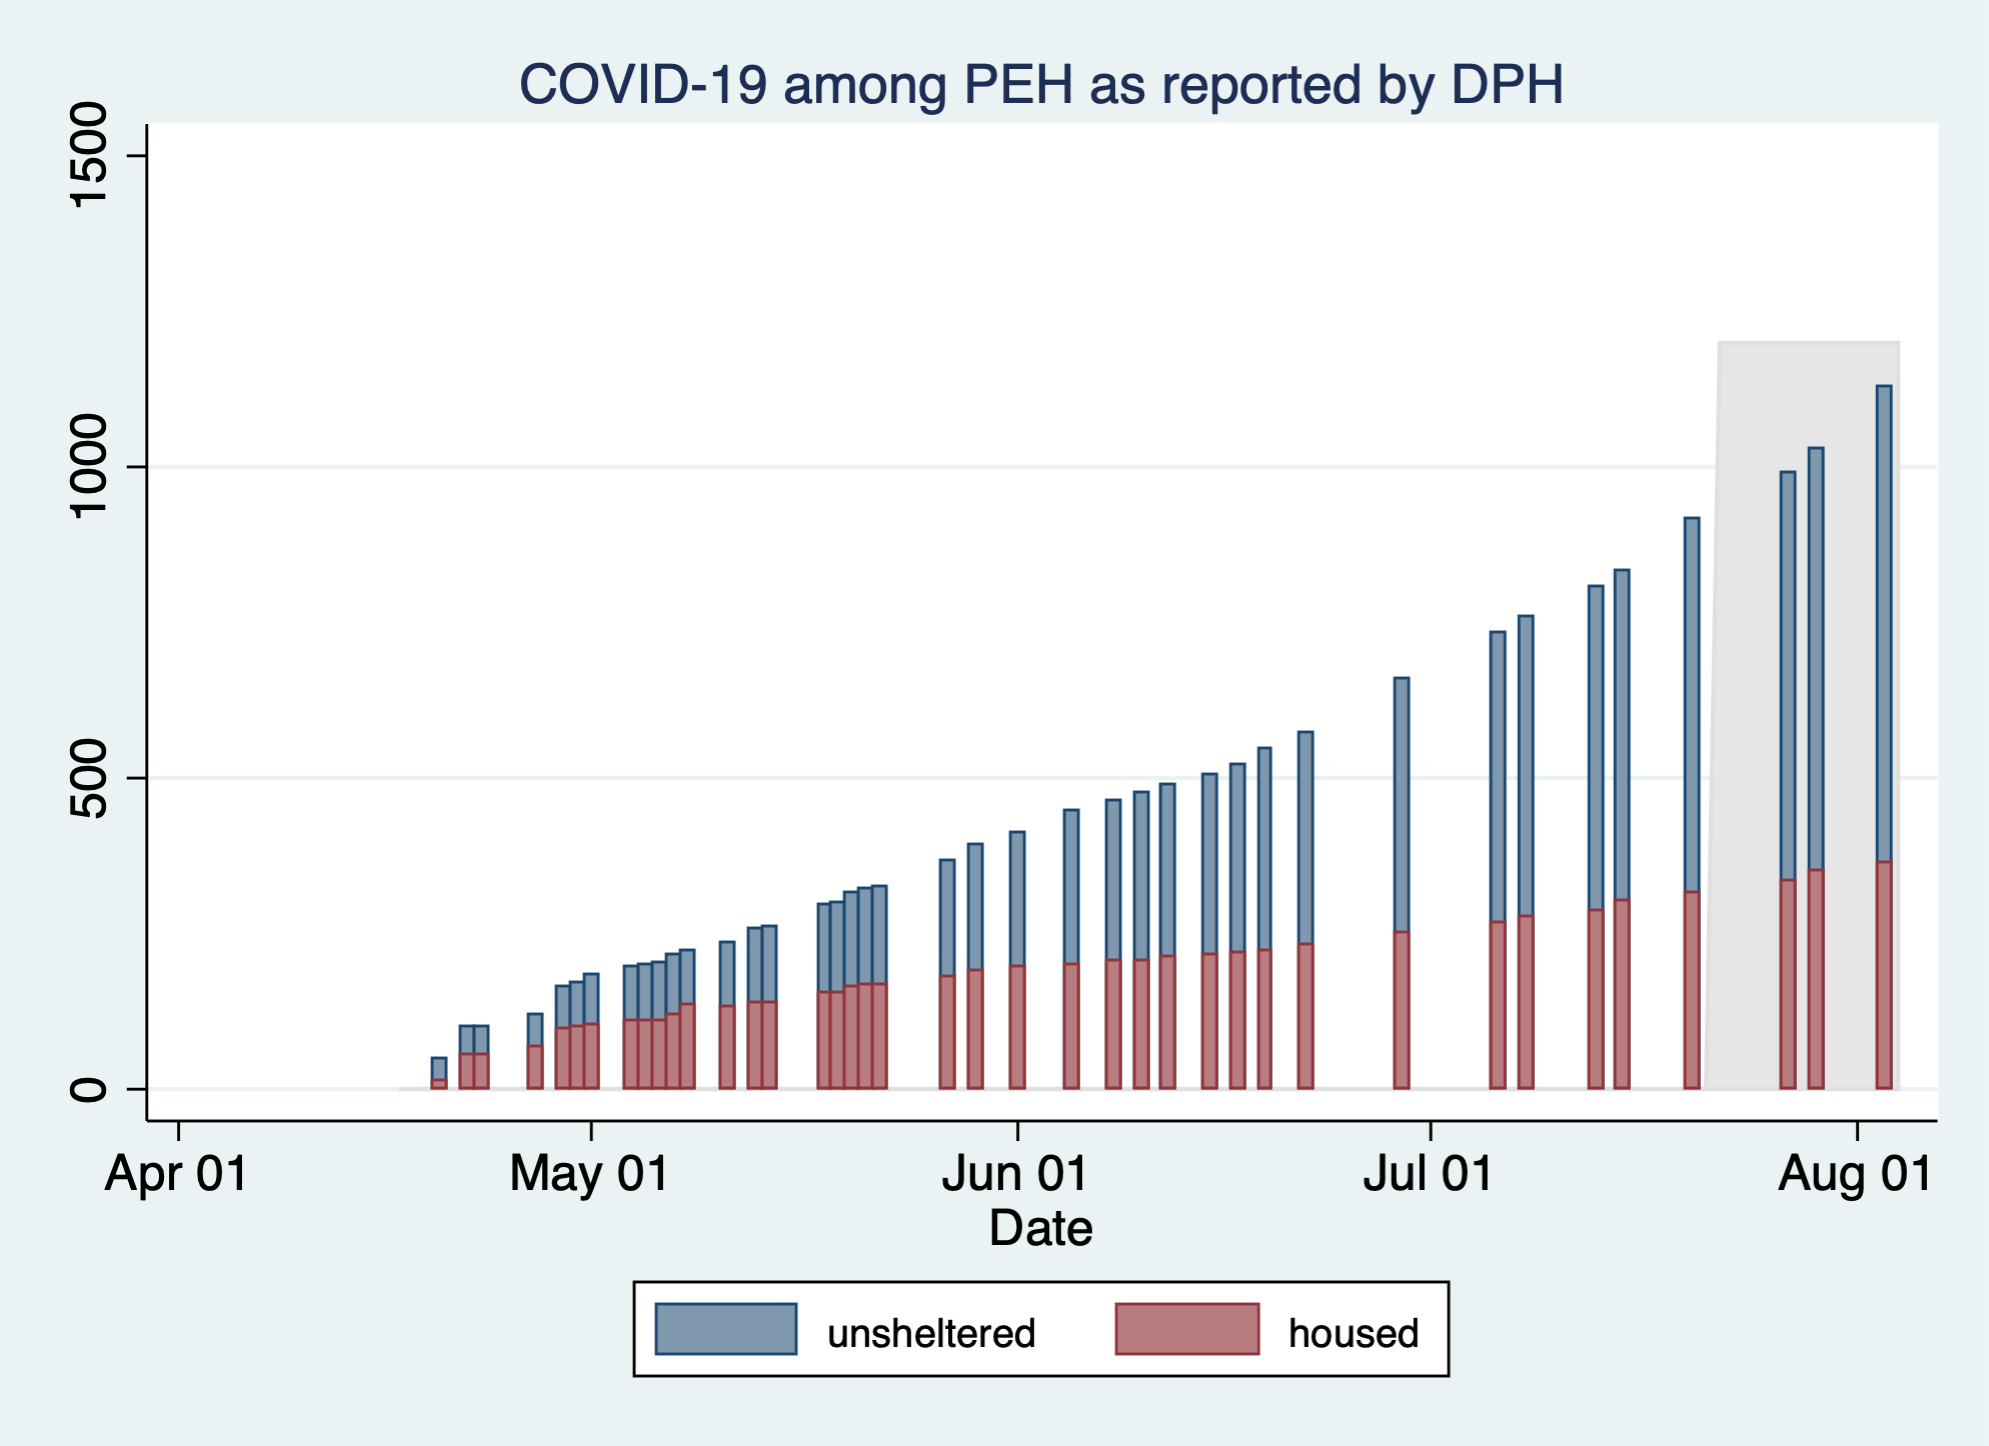 COVID-19 among PEH as reported by DPH
1500
1000
500
0
Apr 01 May 01 Jun 01 Jul 01 Aug 01
Date
unsheltered housed